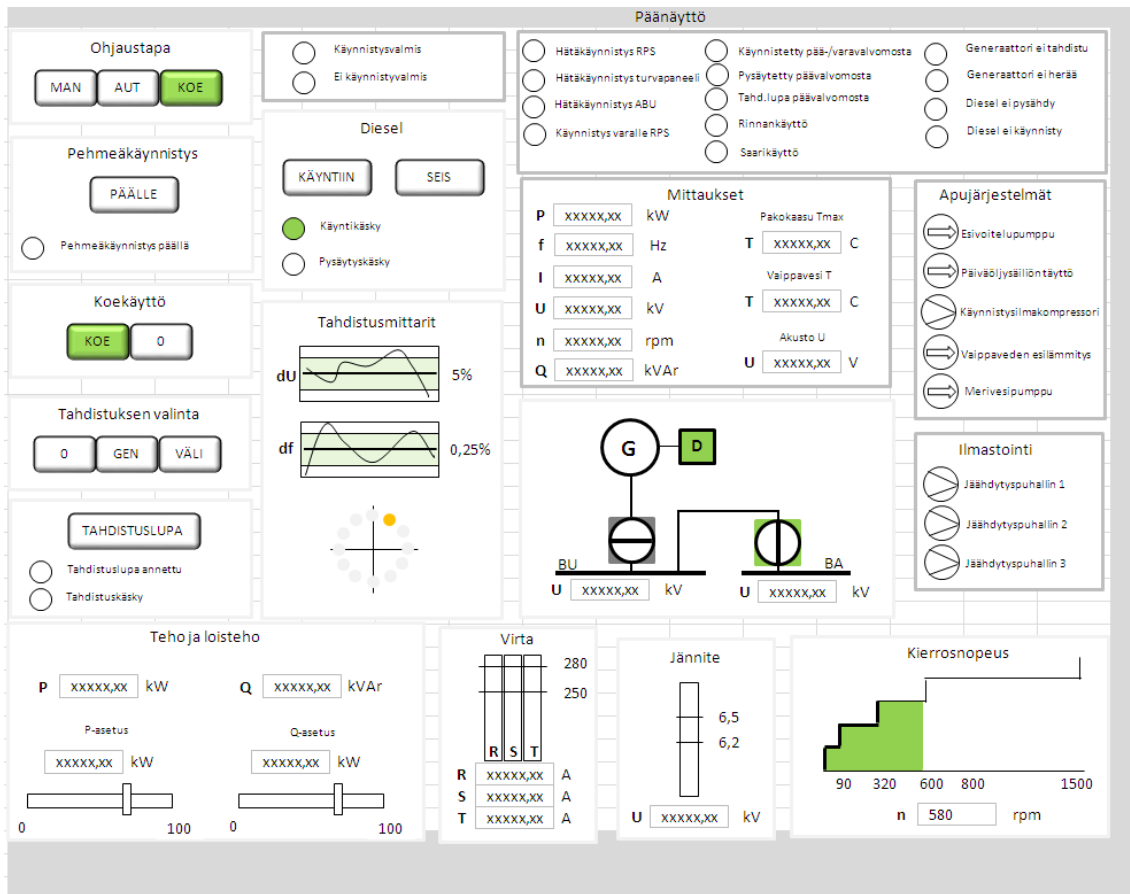 Päänäyttö
Ohjaustapa
MAN AUT KOE
Pehmeäkäynnistys
PÄÄLLE
Pehmeäkäynnistys päällä
Koekäyttö
KOE 0
Tahdistuksen valinta
0 GEN VÄLI
TAHDISTUSLUPA
Tahdistuslupa annettu
Tahdistuskäsky
Käynnistysvalmis
Ei käynnistyvalmis
Diesel
KÄYNTIIN SEIS
Käyntikäsky
Pysäytyskäsky
Tahdistusmittarit
dU 5%
df 0,25%
Hätäkäynnistys RPS
Hätäkäynnistys turvapaneeli
Hätäkäynnistys ABU
Käynnistys varalle RPS
Käynnistetty pää-/varavalvomosta
Pysäytetty päävalvomosta
Tahd.lupa päävalvomosta
Rinnankäyttö
Saarikäyttö
Generaattori ei tahdistu
Generaattori ei herää
Diesel ei pysähdy
Diesel ei käynnisty
Mittaukset
P xxxxx,xx kW
f xxxxx,xx Hz
I xxxxx,xx A
U xxxxx,xx kV
n xxxxx,xx rpm
Q xxxxx,xx kVAr
Pakokaasu Tmax
T xxxxx,xx C
Vaippavesi T
T xxxxx,xx C
Akusto U
U xxxxx,xx V
Apujärjestelmät
Esivoitelupumppu
Päiväöljysäiliön täyttö
Käynnistysilmakompressori
Vaippaveden esilämmitys
Merivesipumppu
G D
BU BA
U xxxxx,xx kV U xxxxx,xx kV
Ilmastointi
Jäähdytyspuhallin 1
Jäähdytyspuhallin 2
Jäähdytyspuhallin 3
Teho ja loisteho
P xxxxx,xx kW Q xxxxx,xx kVAr
P-asetus Q-asetus
xxxxx,xx kW xxxxx,xx kW
0 100 0 100
Virta
280
250
R S T
R xxxxx,xx A
S xxxxx,xx A
T xxxxx,xx A
Jännite
6,5
6,2
U xxxxx,xx kV
Kierrosnopeus
90 320 600 800 1500
n 580 rpm